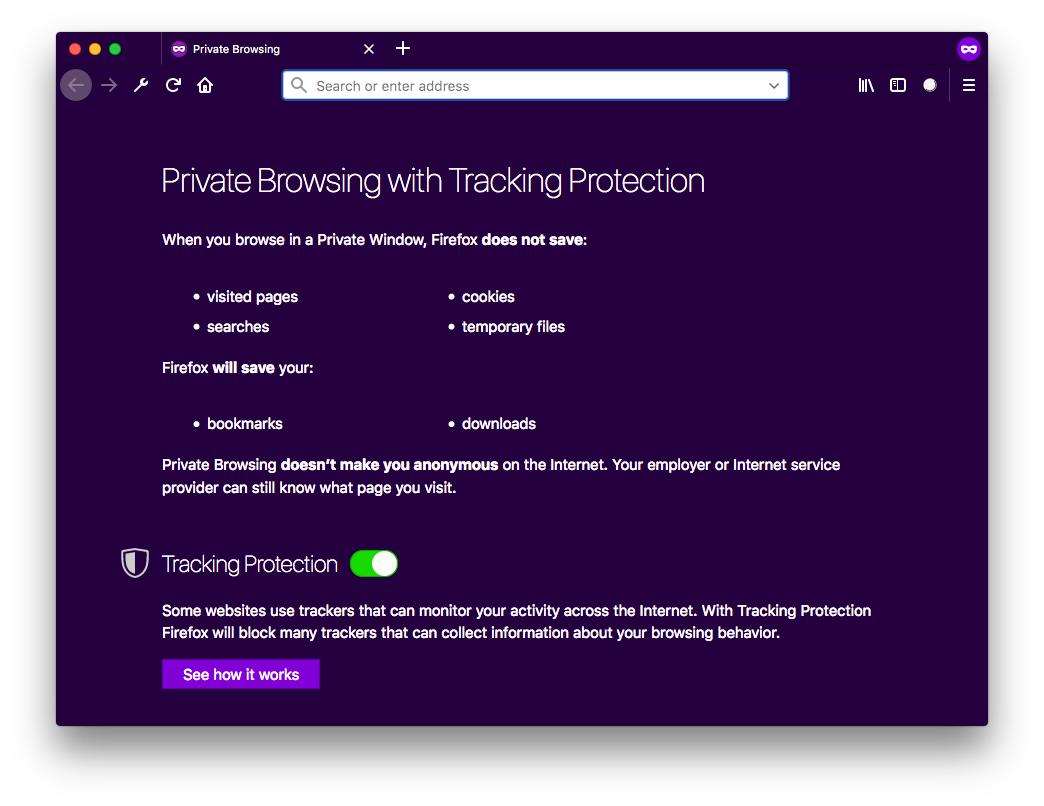 Private Browsing
Search or enter address
Private Browsing with Tracking Protection
When you browse in a Private Window, Firefox does not save:
• visited pages
• cookies
• searches
• temporary files
Firefox will save your:
• bookmarks
• downloads
Private Browsing doesn’t make you anonymous on the Internet. Your employer or Internet service
provider can still know what page you visit.
Tracking Protection
Some websites use trackers that can monitor your activity across the Internet. With Tracking Protection
Firefox will block many trackers that can collect information about your browsing behavior.
See how it works